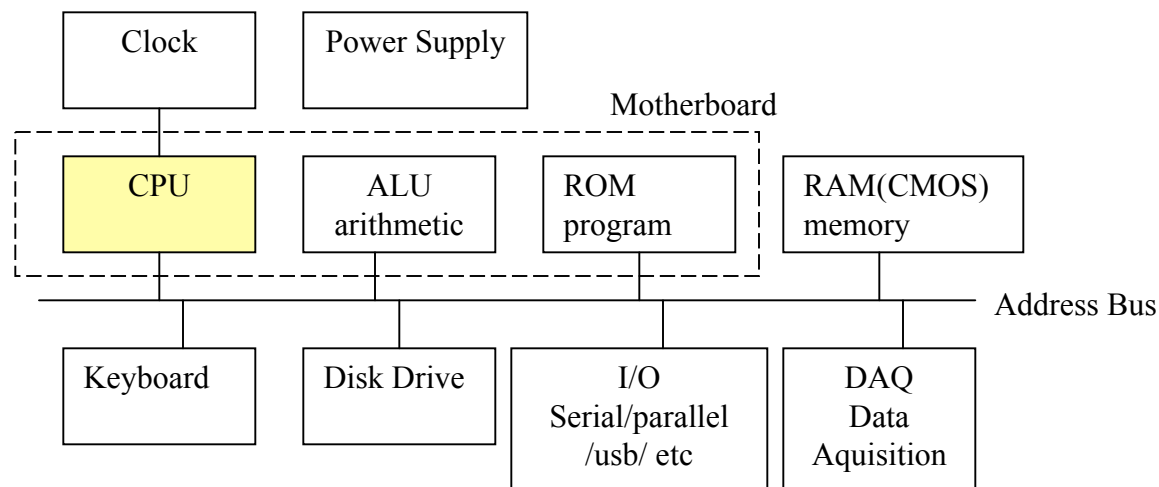 Clock
Power Supply
Motherboard
CPU
ALU
arithmetic
ROM
program
RAM(CMOS)
memory
Address Bus
Keyboard
Disk Drive
I/O
Serial/parallel
/usb/ etc
DAQ
Data
Aquisition